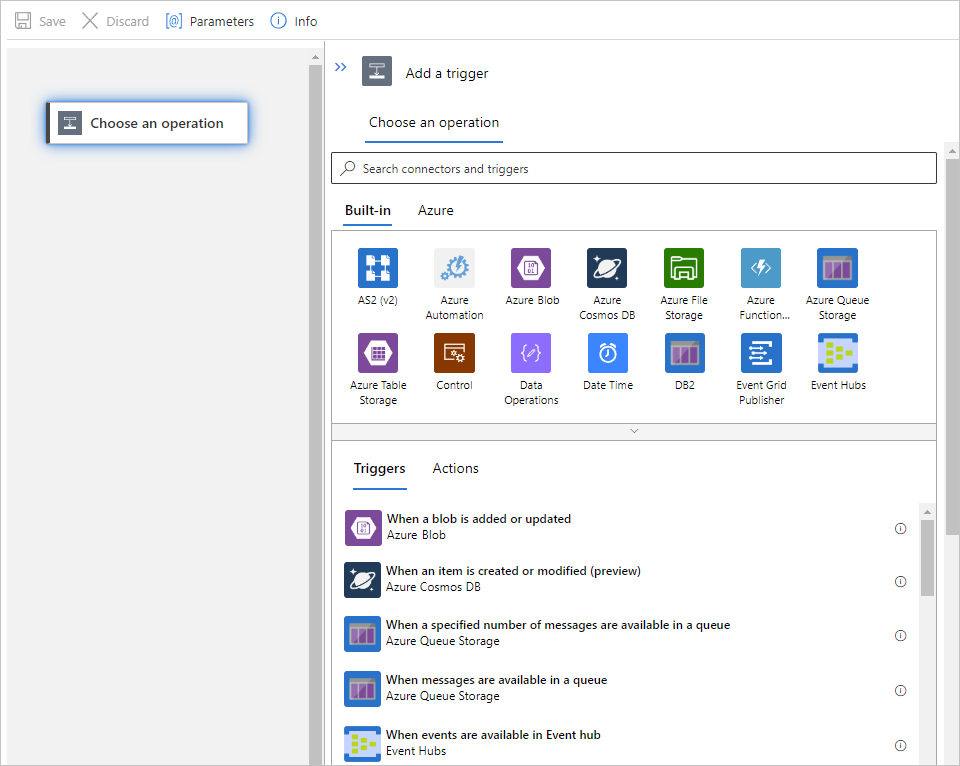 Save Discard Parameters Info
Choose an operation
Add a trigger
Choose an operation
Search connectors and triggers
Built-in Azure
AS2 (v2) Azure Automation Azure Blob Azure Cosmos DB Azure File Storage Azure Function... Azure Queue Storage
Azure Table Storage Control Data Operations Date Time DB2 Event Grid Publisher Event Hubs
Triggers Actions
When a blob is added or updated
Azure Blob
When an item is created or modified (preview)
Azure Cosmos DB
When a specified number of messages are available in a queue
Azure Queue Storage
When messages are available in a queue
Azure Queue Storage
When events are available in Event hub
Event Hubs